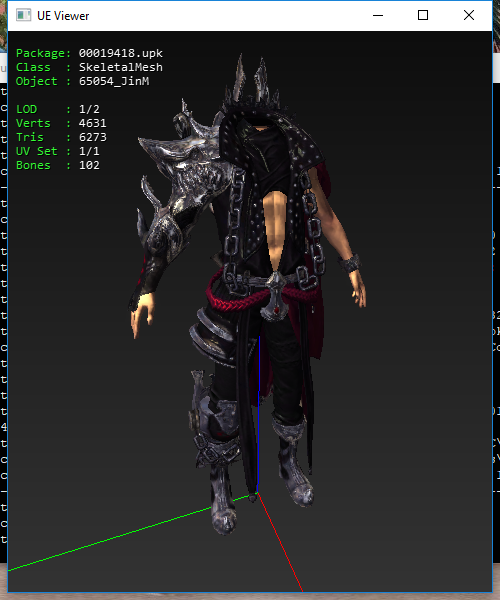 UE Viewer
Package: 00019418.upk
Class : SkeletalMesh
Object : 65054_JinM
LOD : 1/2
Verts : 4631
Tris : 6273
UV Set : 1/1
Bones : 102